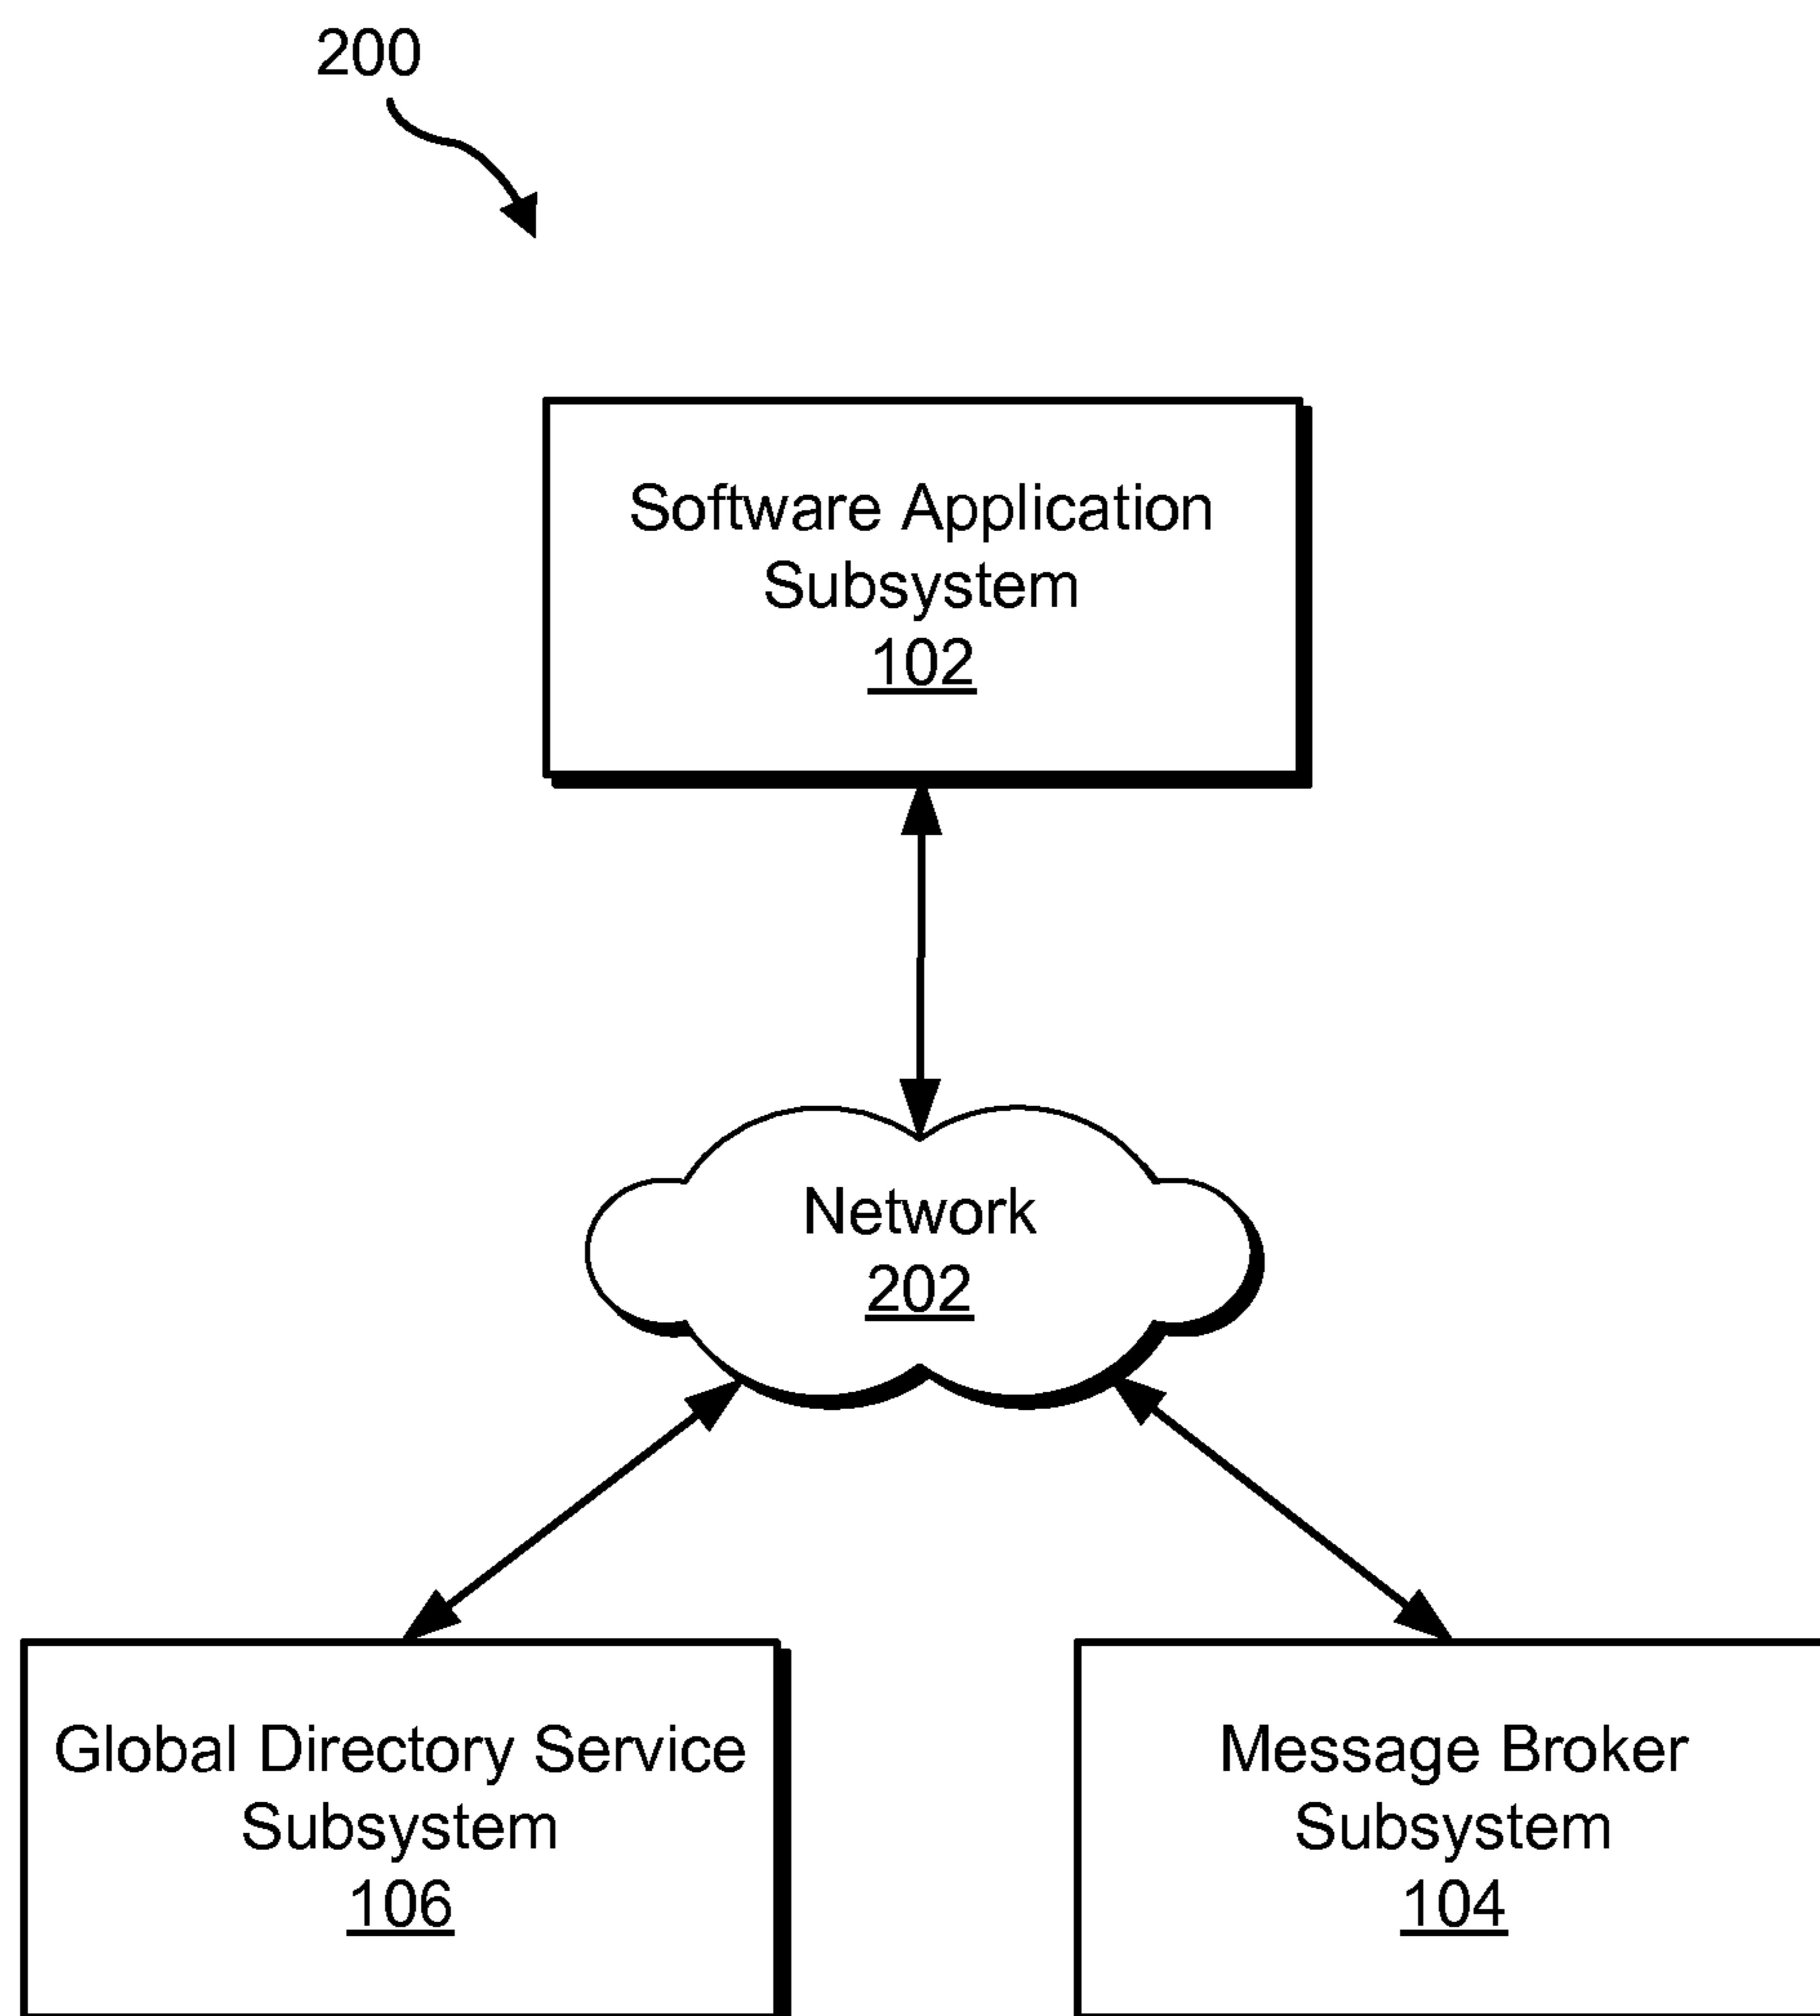 200
Software Application
Subsystem
102
Network
202
Global Directory Service
Subsystem
106
Message Broker
Subsystem
104